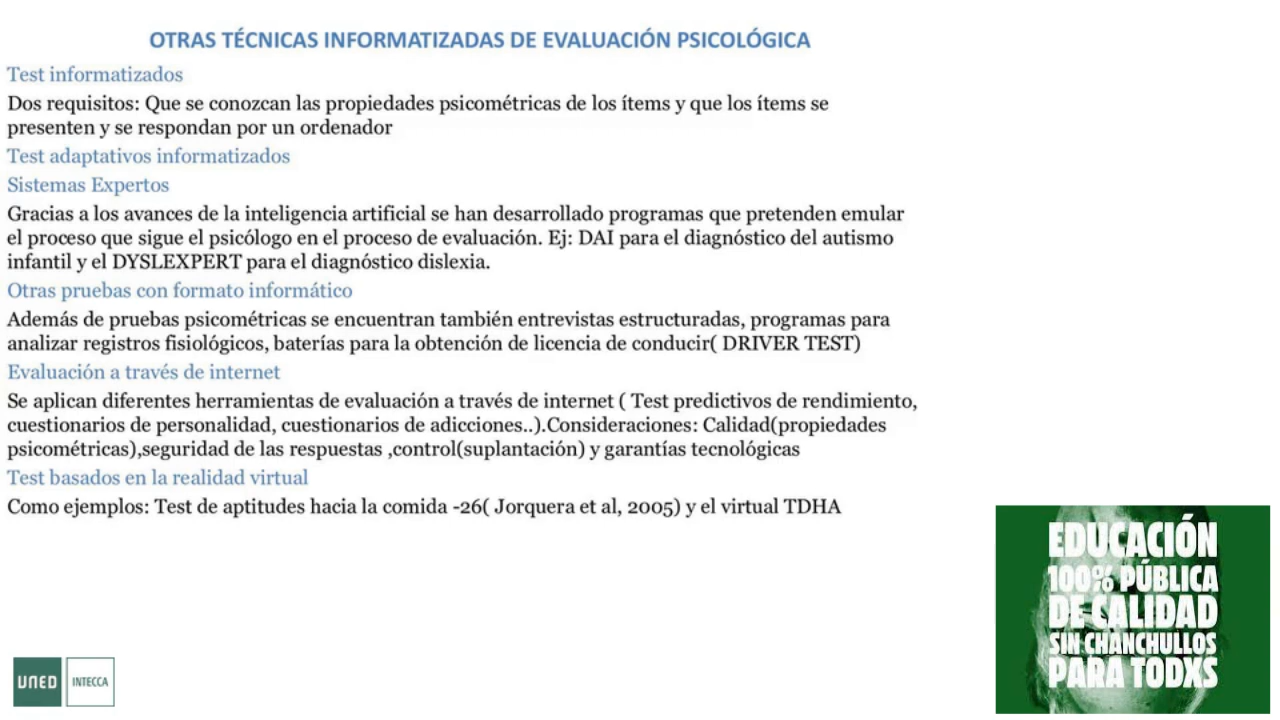 OTRAS TÉCNICAS INFORMATIZADAS DE EVALUACIÓN PSICOLÓGICA
Test informatizados
Dos requisitos: Que se conozcan las propiedades psicométricas de los ítems y que los ítems se
presenten y se respondan por un ordenador
Test adaptativos informatizados
Sistemas Expertos
Gracias a los avances de la inteligencia artificial se han desarrollado programas que pretenden emular
el proceso que sigue el psicólogo en el proceso de evaluación. Ej: DAI para el diagnóstico del autismo
infantil y el DYSLEXPERT para el diagnóstico dislexia.
Otras pruebas con formato informático
Además de pruebas psicométricas se encuentran también entrevistas estructuradas, programas para
analizar registros fisiológicos, baterías para la obtención de licencia de conducir( DRIVER TEST)
Evaluación a través de internet
Se aplican diferentes herramientas de evaluación a través de internet ( Test predictivos de rendimiento,
cuestionarios de personalidad, cuestionarios de adicciones..).Consideraciones: Calidad(propiedades
psicométricas),seguridad de las respuestas ,control(suplantación) y garantías tecnológicas
Test basados en la realidad virtual
Como ejemplos: Test de aptitudes hacia la comida -26( Jorquera et al, 2005) y el virtual TDHA
EDUCACIÓN
100% PÚBLICA
DE CALIDAD
SIN CHANCHULLOS
PARA TODXS
UNED INTECCA